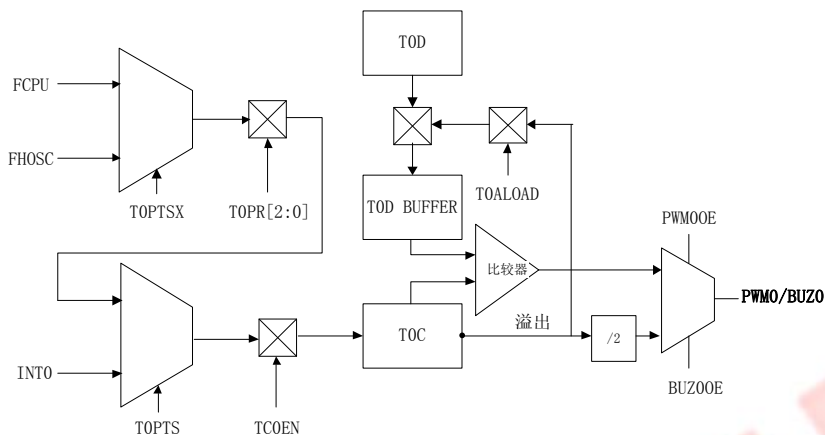 T0D
FCPU
FHOSC
T0PTSX
T0PR[2:0]
T0ALOAD
T0D BUFFER
PWM0OE
比较器
PWM0/BUZ0
T0C
溢出
/2
INT0
T0PTS
TC0EN
BUZ0OE